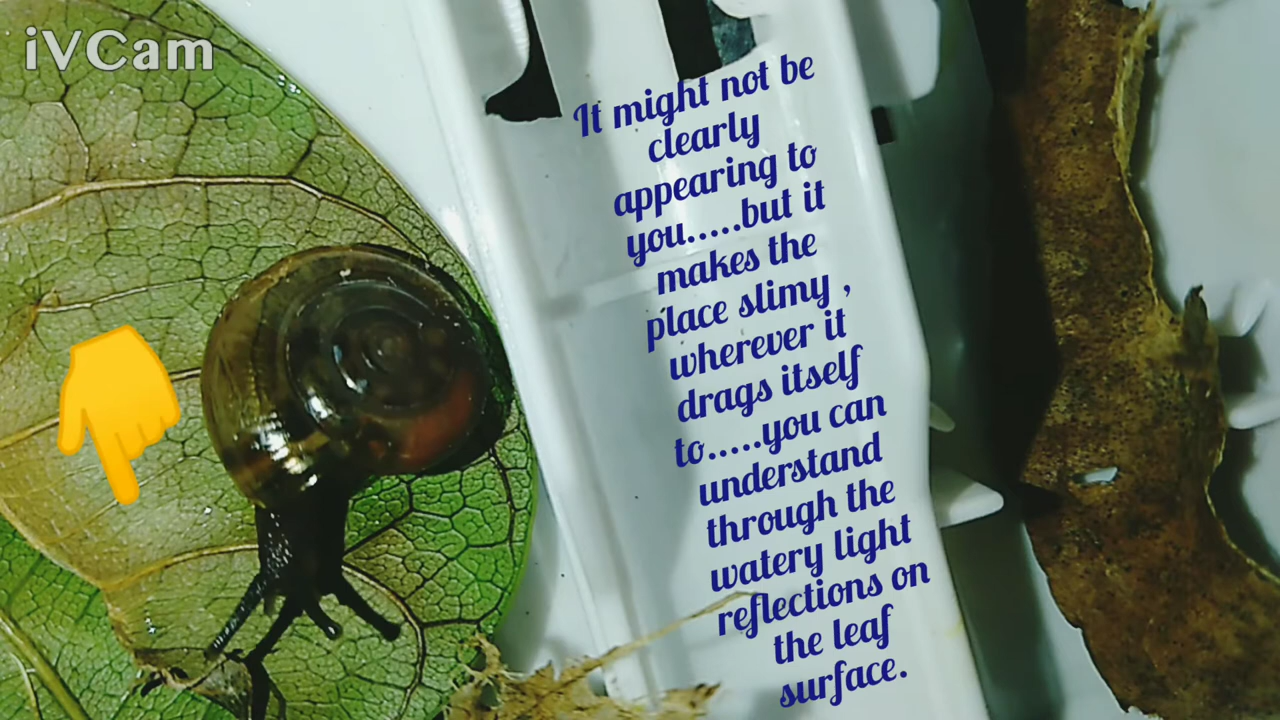 iVCam
It might not be
clearly
appearing to
you.....but it
makes the
place slimy ,
wherever it
drags itself
to.....you can
understand
through the
watery light
reflections on
the leaf
surface.